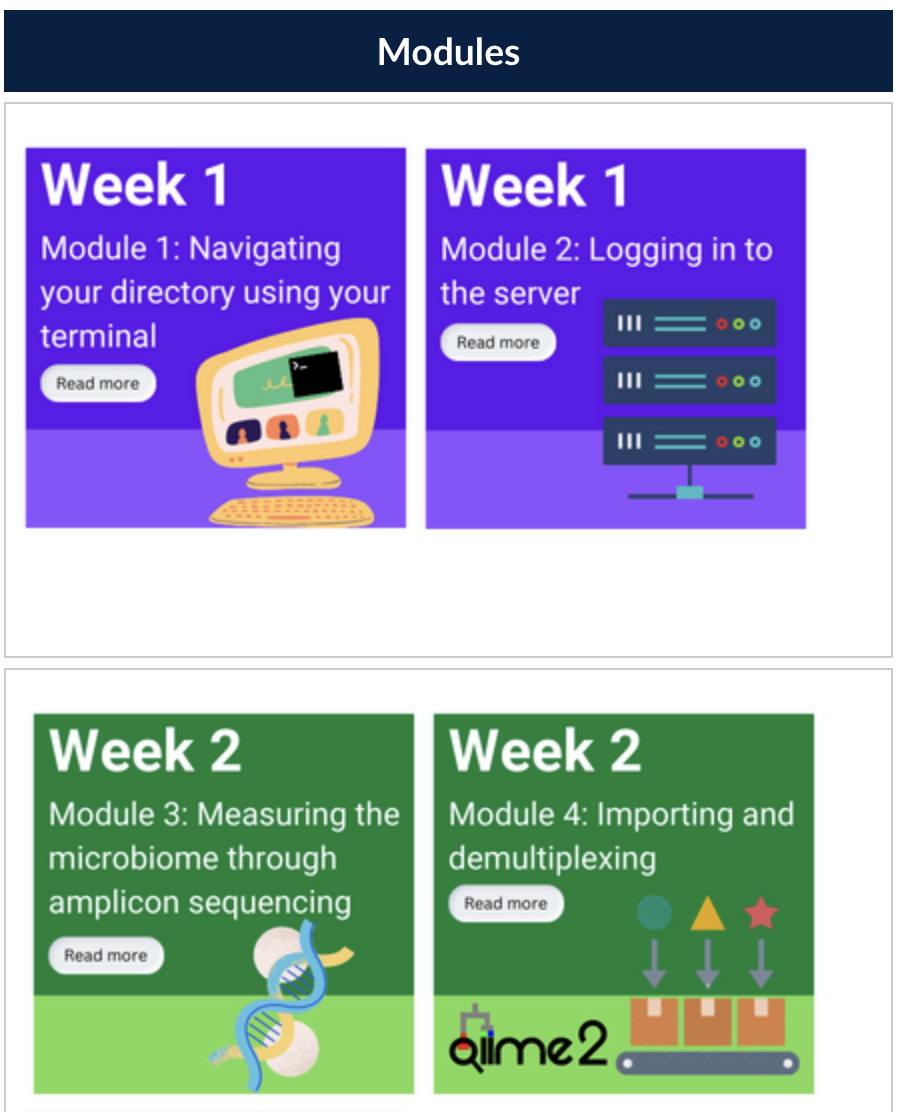 Modules
Week 1
Module 1: Navigating
your directory using your
terminal
Read more
>_
Week 1
Module 2: Logging in to
the server
Read more
Week 2
Module 3: Measuring the
microbiome through
amplicon sequencing
Read more
Week 2
Module 4: Importing and
demultiplexing
Read more
qiime2